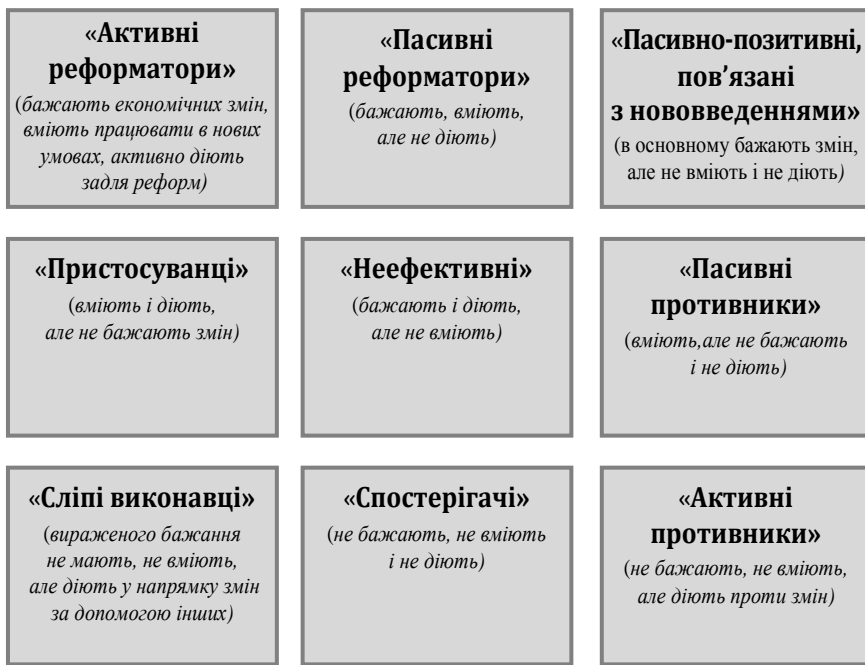 «Активні
реформатори»
(бажають економічних змін,
вміють працювати в нових
умовах, активно діють
задля реформ)
«Пасивні
реформатори»
(бажають, вміють,
але не діють)
«Пасивно-позитивні,
пов’язані
з нововведеннями»
(в основному бажають змін,
але не вміють і не діють)
«Пристосуванці»
(вміють і діють,
але не бажають змін)
«Неефективні»
(бажають і діють,
але не вміють)
«Пасивні
противники»
(вміють,але не бажають
і не діють)
«Сліпі виконавці»
(вираженого бажання
не мають, не вміють,
але діють у напрямку змін
за допомогою інших)
«Спостерігачі»
(не бажають, не вміють
і не діють)
«Активні
противники»
(не бажають, не вміють,
але діють проти змін)